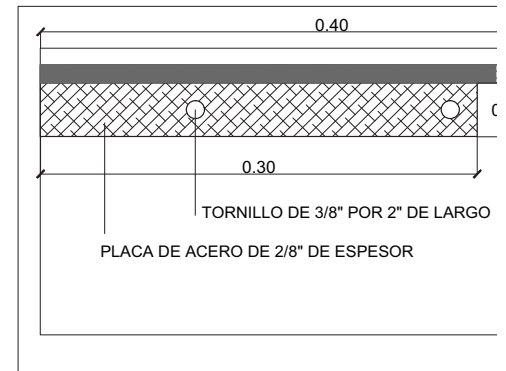 0.40
0
0.30
TORNILLO DE 3/8" POR 2" DE LARGO
PLACA DE ACERO DE 2/8" DE ESPESOR